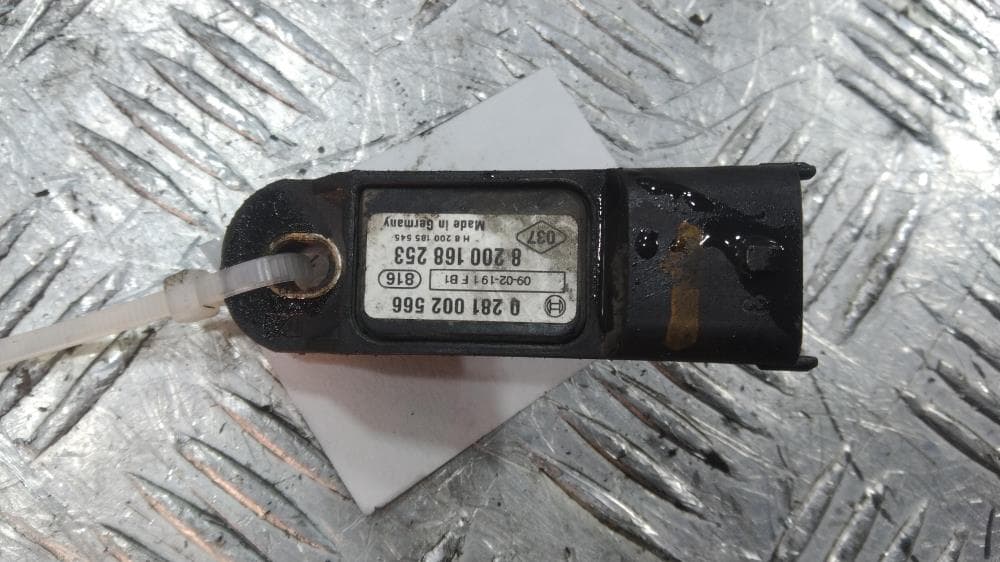 0 281 002 566
09-02-19 1 F B1 816
8 200 168 253
H 8 200 185 545
Made in Germany
037